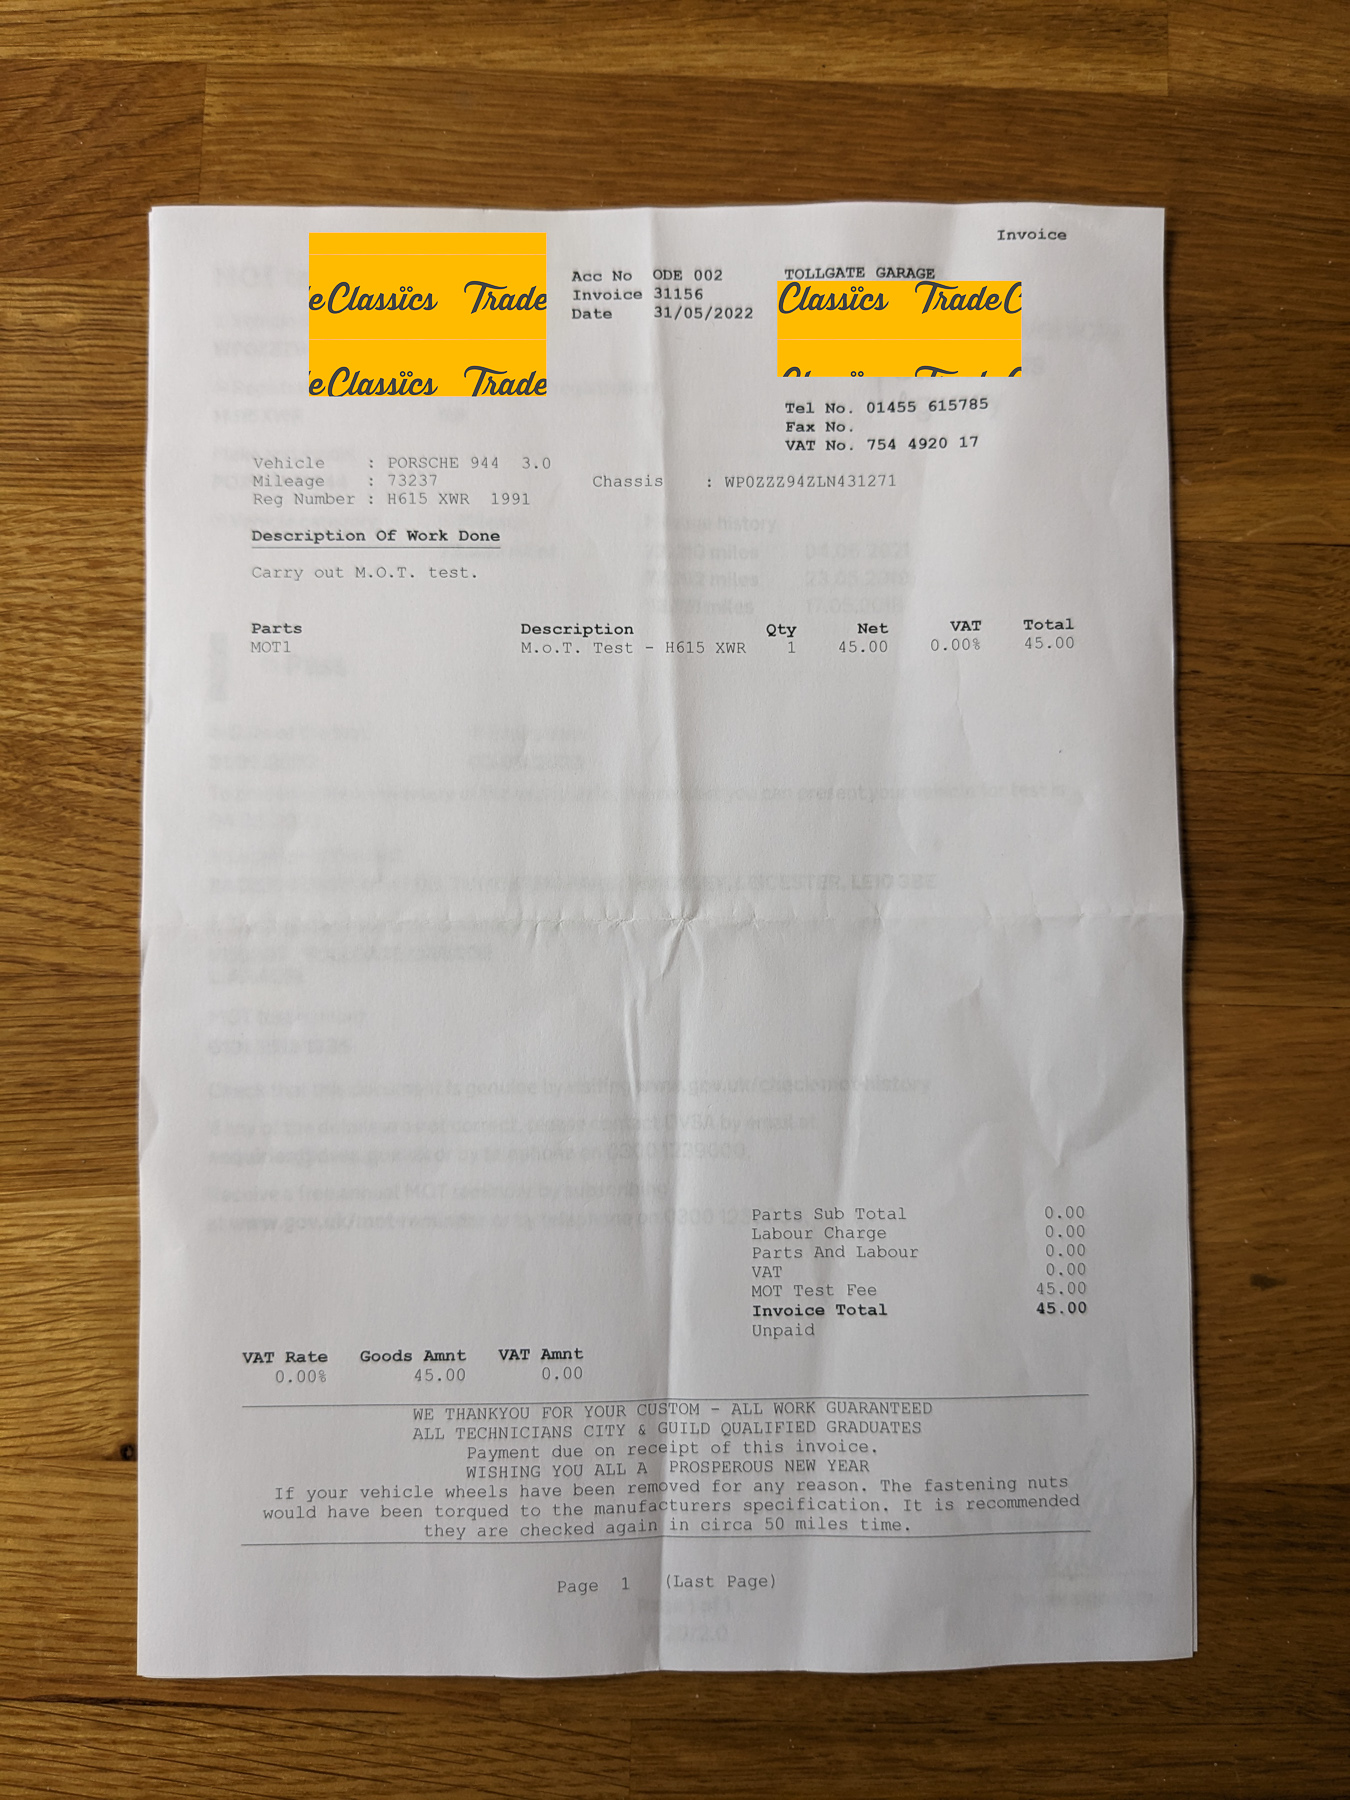 Invoice
eClassïcs Trade
eClassïcs Trade
Acc No ODE 002
Invoice 31156
Date 31/05/2022
TOLLGATE GARAGE
Classïcs TradeC
Tel No. 01455 615785
Fax No.
VAT No. 754 4920 17
Vehicle : PORSCHE 944 3.0
Mileage : 73237 Chassis : WP0ZZZ94ZLN431271
Reg Number : H615 XWR 1991
Description Of Work Done
Carry out M.O.T. test.
Parts Description Qty Net VAT Total
MOT1 M.o.T. Test - H615 XWR 1 45.00 0.00% 45.00
Parts Sub Total 0.00
Labour Charge 0.00
Parts And Labour 0.00
VAT 0.00
MOT Test Fee 45.00
Invoice Total 45.00
Unpaid
VAT Rate Goods Amnt VAT Amnt
0.00% 45.00 0.00
WE THANKYOU FOR YOUR CUSTOM - ALL WORK GUARANTEED
ALL TECHNICIANS CITY & GUILD QUALIFIED GRADUATES
Payment due on receipt of this invoice.
WISHING YOU ALL A PROSPEROUS NEW YEAR
If your vehicle wheels have been removed for any reason. The fastening nuts
would have been torqued to the manufacturers specification. It is recommended
they are checked again in circa 50 miles time.
Page 1 (Last Page)